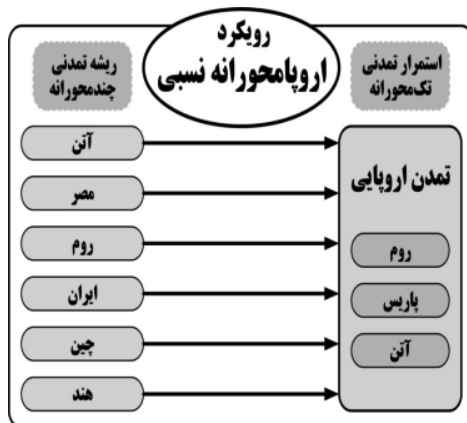 رویکرد
اروپامحورانه نسبی
استمرار تمدنی
تک‌محورانه
ریشه تمدنی
چندمحورانه
تمدن اروپایی
روم
پاریس
آتن
آتن
مصر
روم
ایران
چین
هند